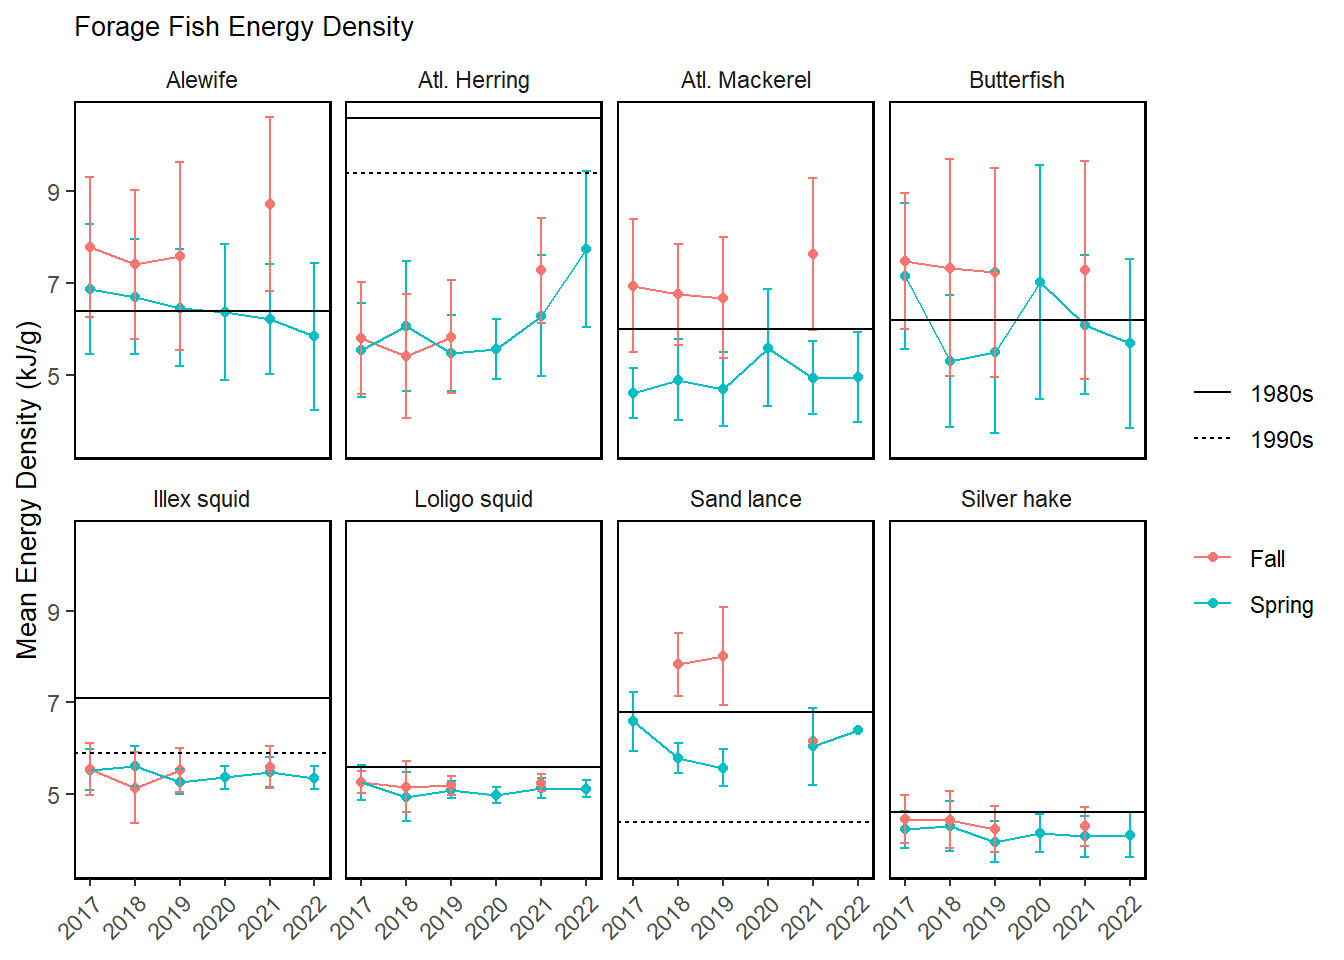 Forage Fish Energy Density
Alewife
Atl. Herring
Atl. Mackerel
Butterfish
9
7
5
Mean Energy Density (kJ/g)
1980s
1990s
Illex squid
Loligo squid
Sand lance
Silver hake
9
7
5
Fall
Spring
2017 2018 2019 2020 2021 2022
2017 2018 2019 2020 2021 2022
2017 2018 2019 2020 2021 2022
2017 2018 2019 2020 2021 2022